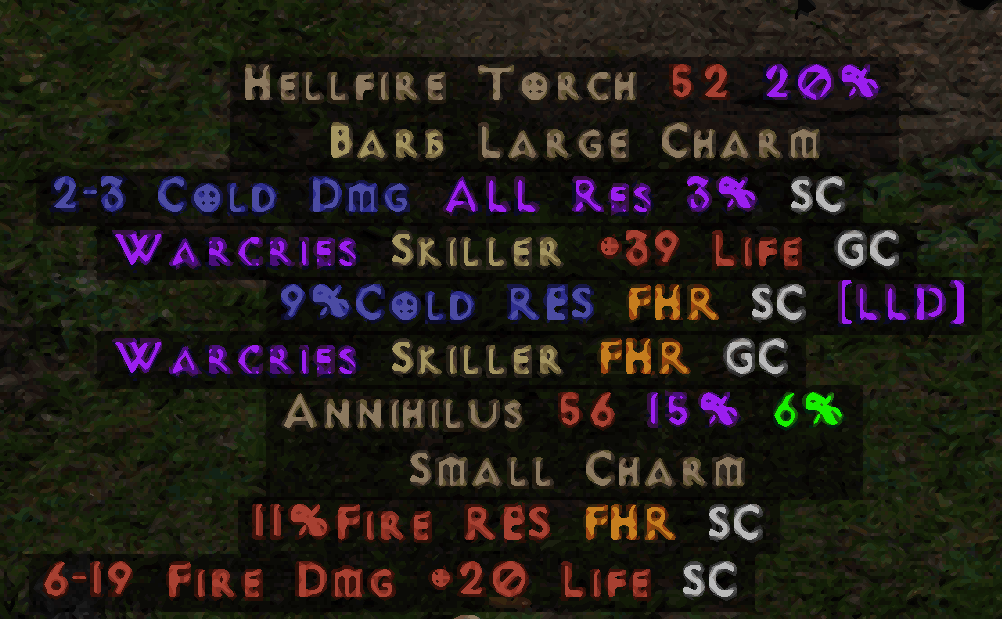 Hellfire Torch 52 20%
Barb Large Charm
2-3 Cold Dmg ALL Res 3% SC
Warcries Skiller +39 Life GC
9%Cold RES FHR SC [LLD]
Warcries Skiller FHR GC
Annihilus 56 15% 6%
Small Charm
11%Fire RES FHR SC
6-19 Fire Dmg +20 Life SC